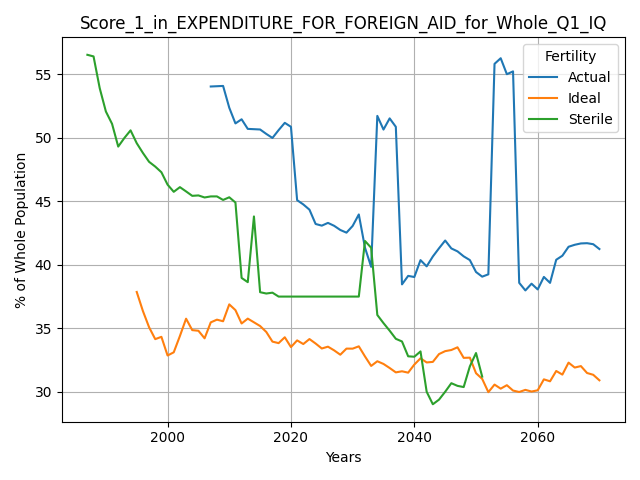 Score_1_in_EXPENDITURE_FOR_FOREIGN_AID_for_Whole_Q1_IQ
Fertility
Actual
Ideal
Sterile
% of Whole Population
55
50
45
40
35
30
2000
2020
2040
2060
Years